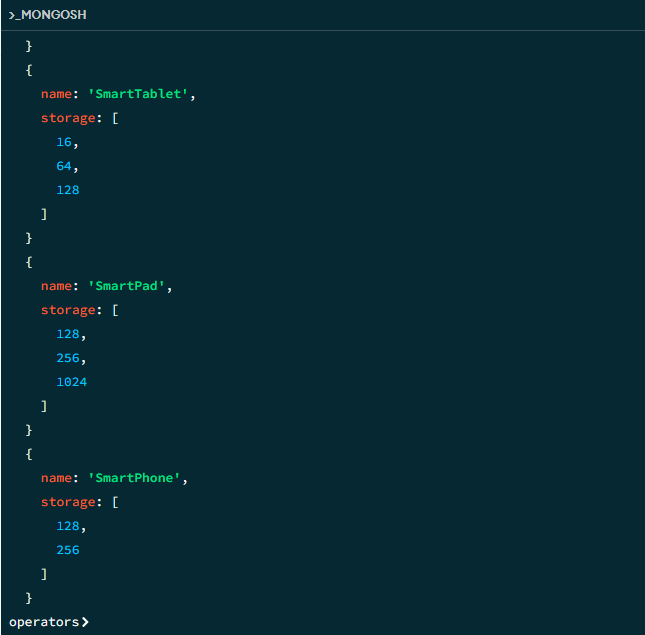 >_MONGOSH
}
{
name: 'SmartTablet',
storage: [
16,
64,
128
]
}
{
name: 'SmartPad',
storage: [
128,
256,
1024
]
}
{
name: 'SmartPhone',
storage: [
128,
256
]
}
operators>